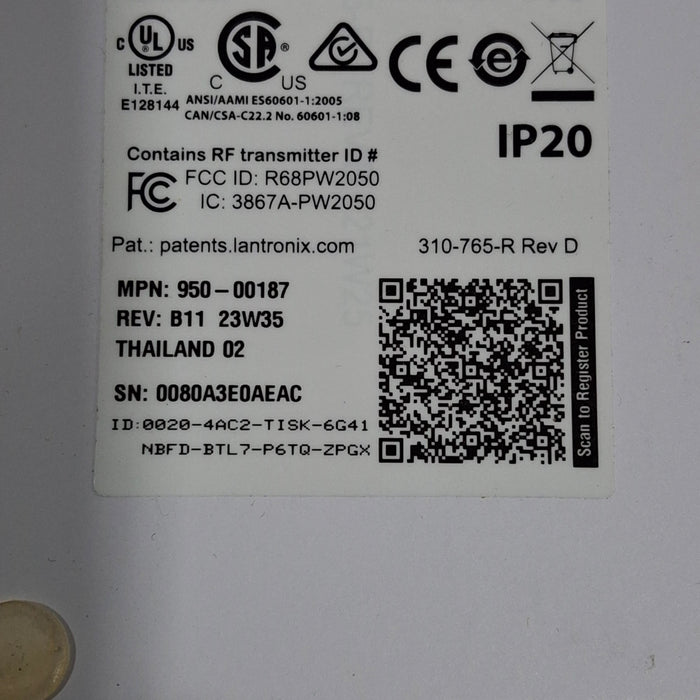 C UL US
®
LISTED
I.T.E.
E128144
SA ®
C US
ANSI/AAMI ES60601-1:2005
CAN/CSA-C22.2 No. 60601-1:08
CE
e
IP20
Contains RF transmitter ID #
FC FCC ID: R68PW2050
IC: 3867A-PW2050
Pat.: patents.lantronix.com 310-765-R Rev D
MPN: 950-00187
REV: B11 23W35
THAILAND 02
SN: 0080A3E0AEAC
ID:0020-4AC2-TISK-6G41
NBFD-BTL7-P6TQ-ZPGX
Scan to Register Product